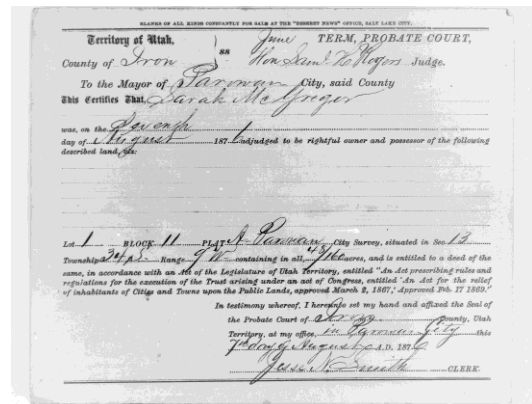 BLANKS OF ALL KINDS CONSTANTLY FOR SALE AT THE "DESERET NEWS" OFFICE, SALT LAKE CITY.
Territory of Utah, } ss June TERM, PROBATE COURT,
County of Iron Hon Saml H Rogers Judge.
To the Mayor of Parowan City, said County
This Certifies That, Sarah McGregor
was, on the Seventh
day of August 1876 adjudged to be rightful owner and possessor of the following
described land, viz:
Lot 1 BLOCK 11 PLAT A Parowan City Survey, situated in Sec 13
Township 34 S. Range 9 W containing in all, acres, and is entitled to a deed of the
same, in accordance with an Act of the Legislature of Utah Territory, entitled "An Act prescribing rules and
regulations for the execution of the Trust arising under an act of Congress, entitled 'An Act for the relief
of inhabitants of Cities and Towns upon the Public Lands, approved March 2, 1867,' Approved Feb 17 1869."
In testimony whereof, I hereunto set my hand and affixed the Seal of
the Probate Court of Iron County, Utah
Territory, at my office, in Parowan City this
7th day of August A.D. 1876
Jesse N. Smith CLERK.